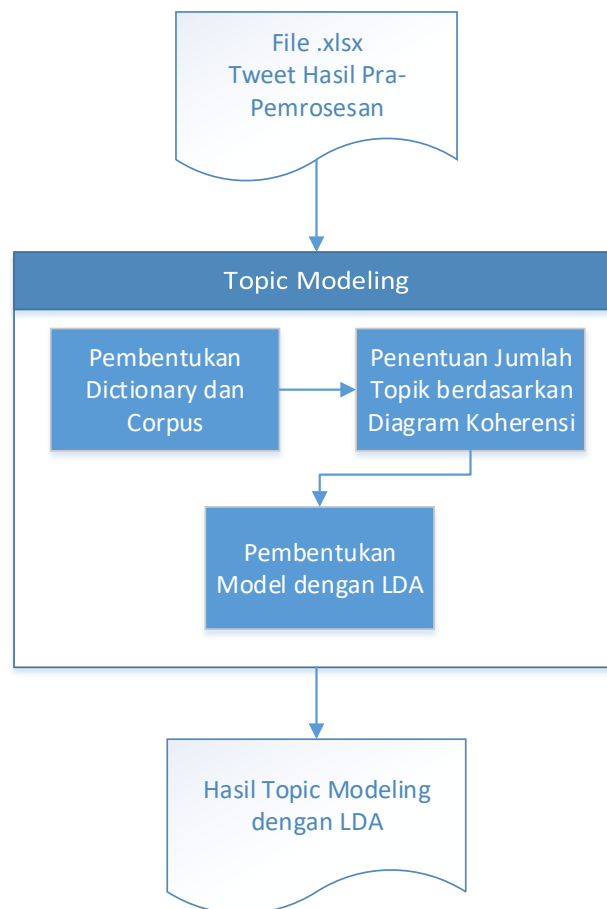 File .xlsx
Tweet Hasil Pra-
Pemrosesan
Topic Modeling
Pembentukan
Dictionary dan
Corpus
Penentuan Jumlah
Topik berdasarkan
Diagram Koherensi
Pembentukan
Model dengan LDA
Hasil Topic Modeling
dengan LDA